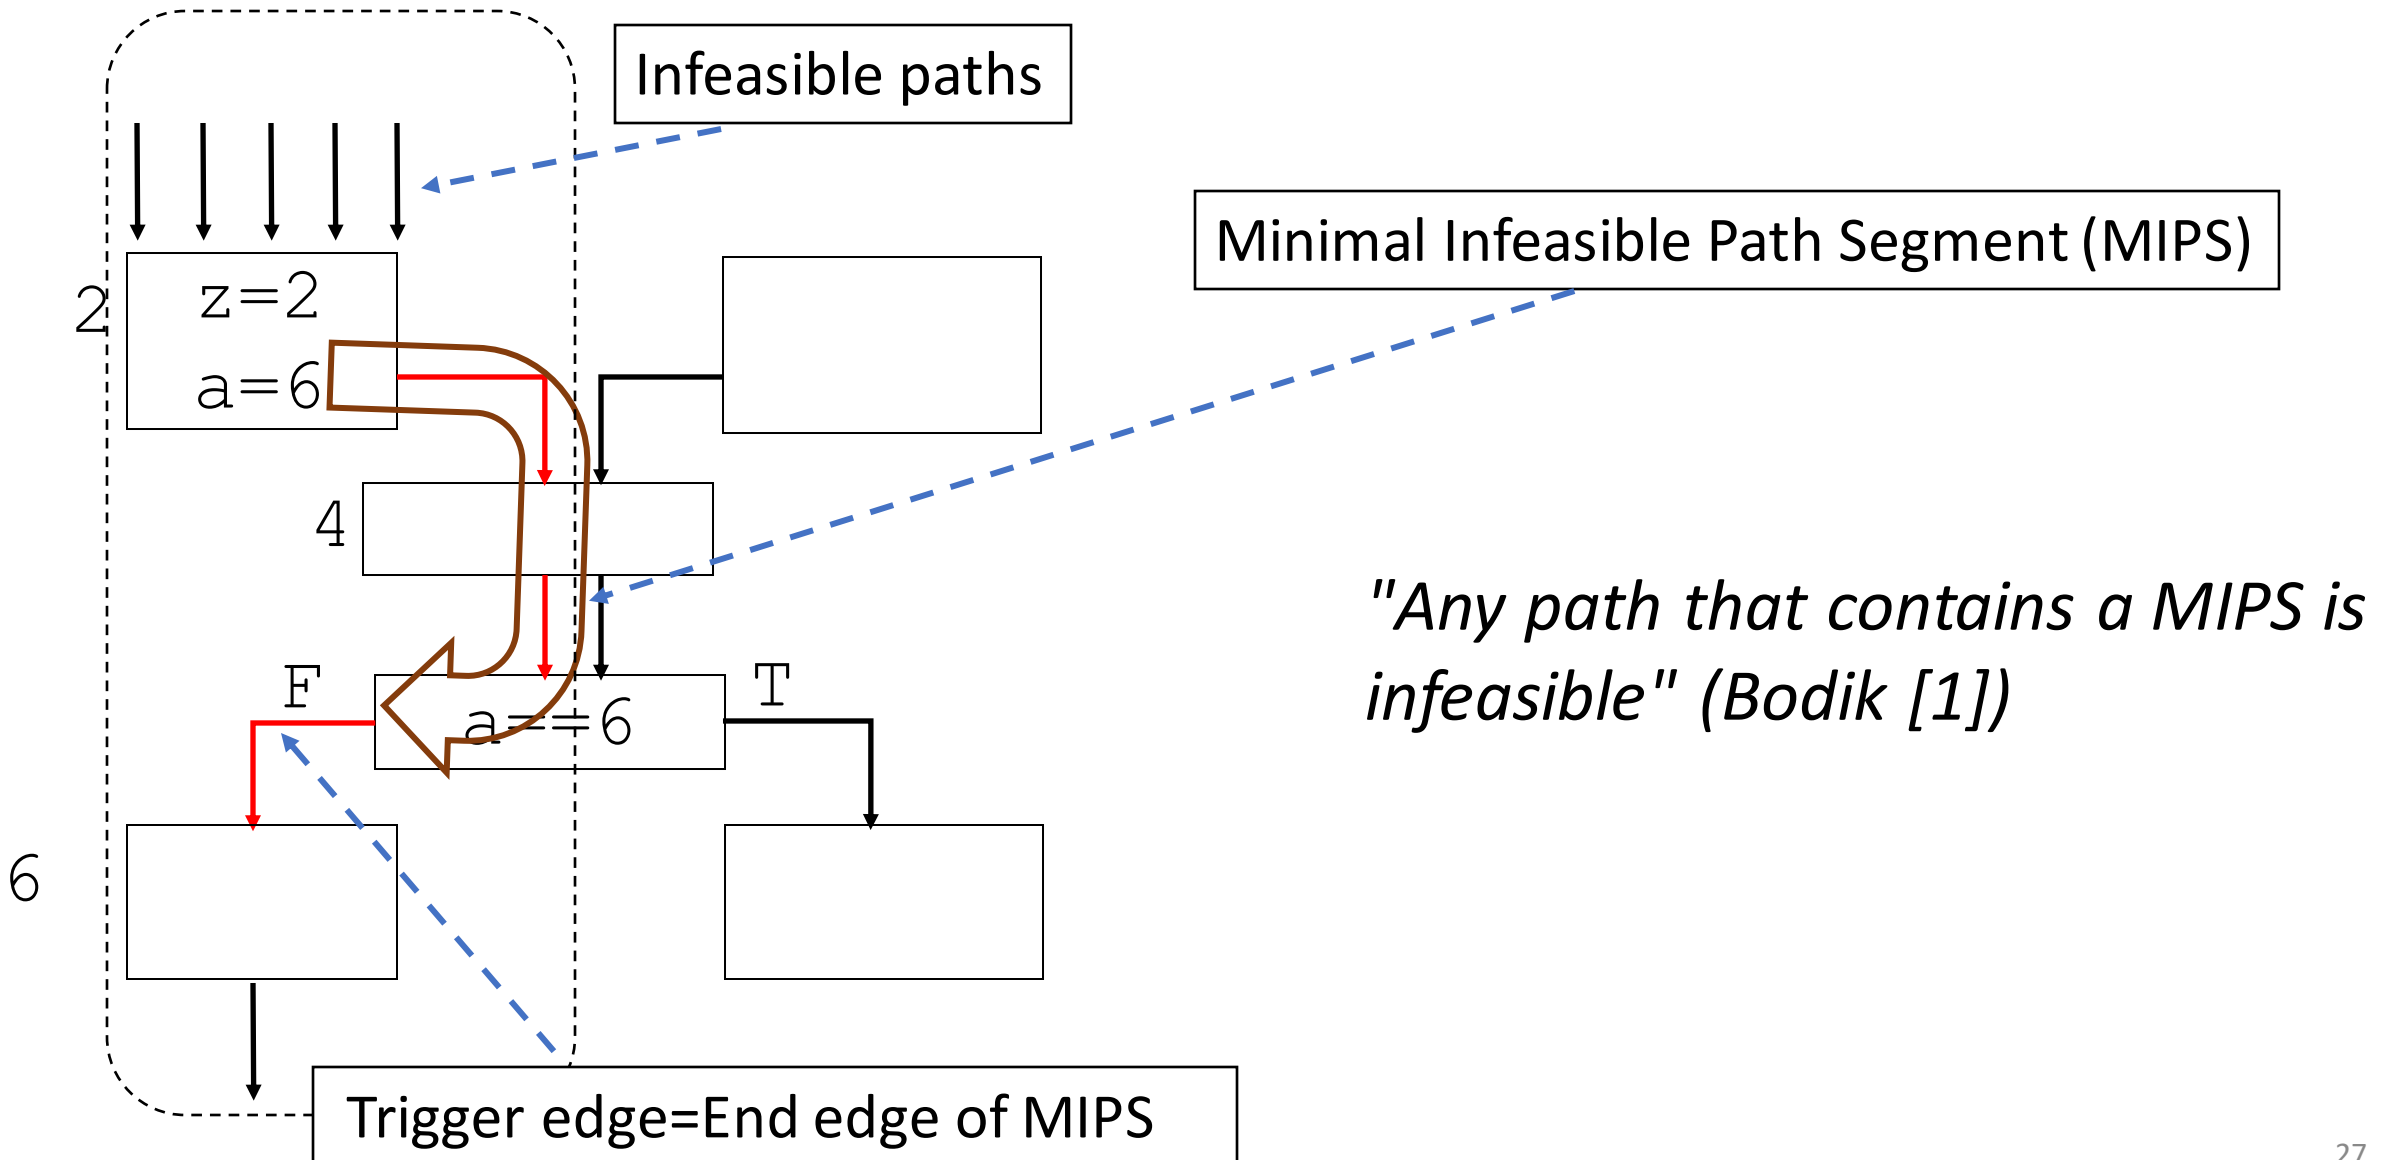 Infeasible paths
Minimal Infeasible Path Segment (MIPS)
2
z=2
a=6
4
"Any path that contains a MIPS is
infeasible" (Bodik [1])
F
T
a==6
6
Trigger edge=End edge of MIPS
27